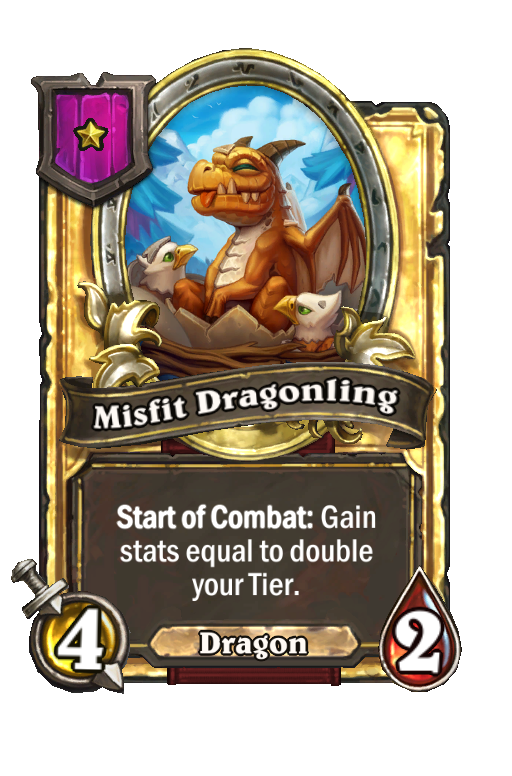 Misfit Dragonling
Start of Combat: Gain
stats equal to double
your Tier.
4
Dragon
2